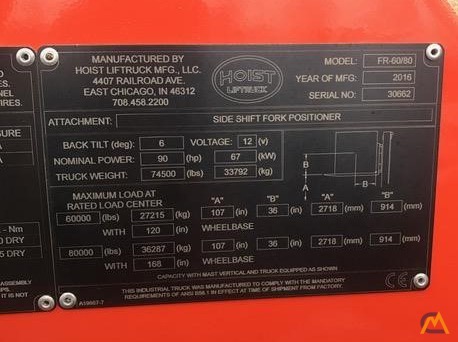 MANUFACTURED BY
HOIST LIFTRUCK MFG., LLC.
4407 RAILROAD AVE.
EAST CHICAGO, IN 46312
708.458.2200
HOIST
LIFTRUCK
MODEL: FR-60/80
YEAR OF MFG: 2016
SERIAL NO: 30662
ATTACHMENT: SIDE SHIFT FORK POSITIONER
BACK TILT (deg): 6 VOLTAGE: 12 (v)
NOMINAL POWER: 90 (hp) 67 (kW)
TRUCK WEIGHT: 74500 (lbs) 33792 (kg)
B
A
B
MAXIMUM LOAD AT
RATED LOAD CENTER "A" "B" "A" "B"
60000 (lbs) 27215 (kg) 107 (in) 36 (in) 2718 (mm) 914 (mm)
WITH 120 (in) WHEELBASE
80000 (lbs) 36287 (kg) 107 (in) 36 (in) 2718 (mm) 914 (mm)
WITH 168 (in) WHEELBASE
CAPACITY WITH MAST VERTICAL AND TRUCK EQUIPPED AS SHOWN.
THIS INDUSTRIAL TRUCK WAS MANUFACTURED TO COMPLY WITH THE MANDATORY
REQUIREMENTS OF ANSI B56.1 IN EFFECT ON DATE OF MANUFACTURE.
CE